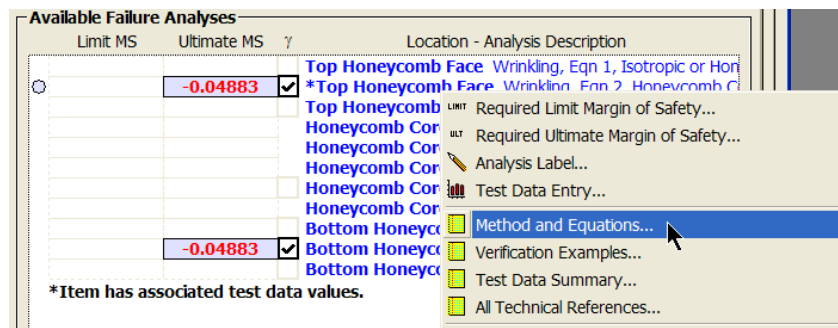 Available Failure Analyses
Limit MS Ultimate MS γ Location - Analysis Description
Top Honeycomb Face Wrinkling, Eqn 1, Isotropic or Hon
-0.04883 *Top Honeycomb Face Wrinkling, Eqn 2, Honeycomb C
Top Honeycomb
Honeycomb Cor
Honeycomb Cor
Honeycomb Cor
Honeycomb Cor
Honeycomb Cor
Bottom Honeyco
-0.04883 Bottom Honeyco
Bottom Honeyco
*Item has associated test data values.
LIMIT Required Limit Margin of Safety...
ULT Required Ultimate Margin of Safety...
Analysis Label...
Test Data Entry...
Method and Equations...
Verification Examples...
Test Data Summary...
All Technical References...